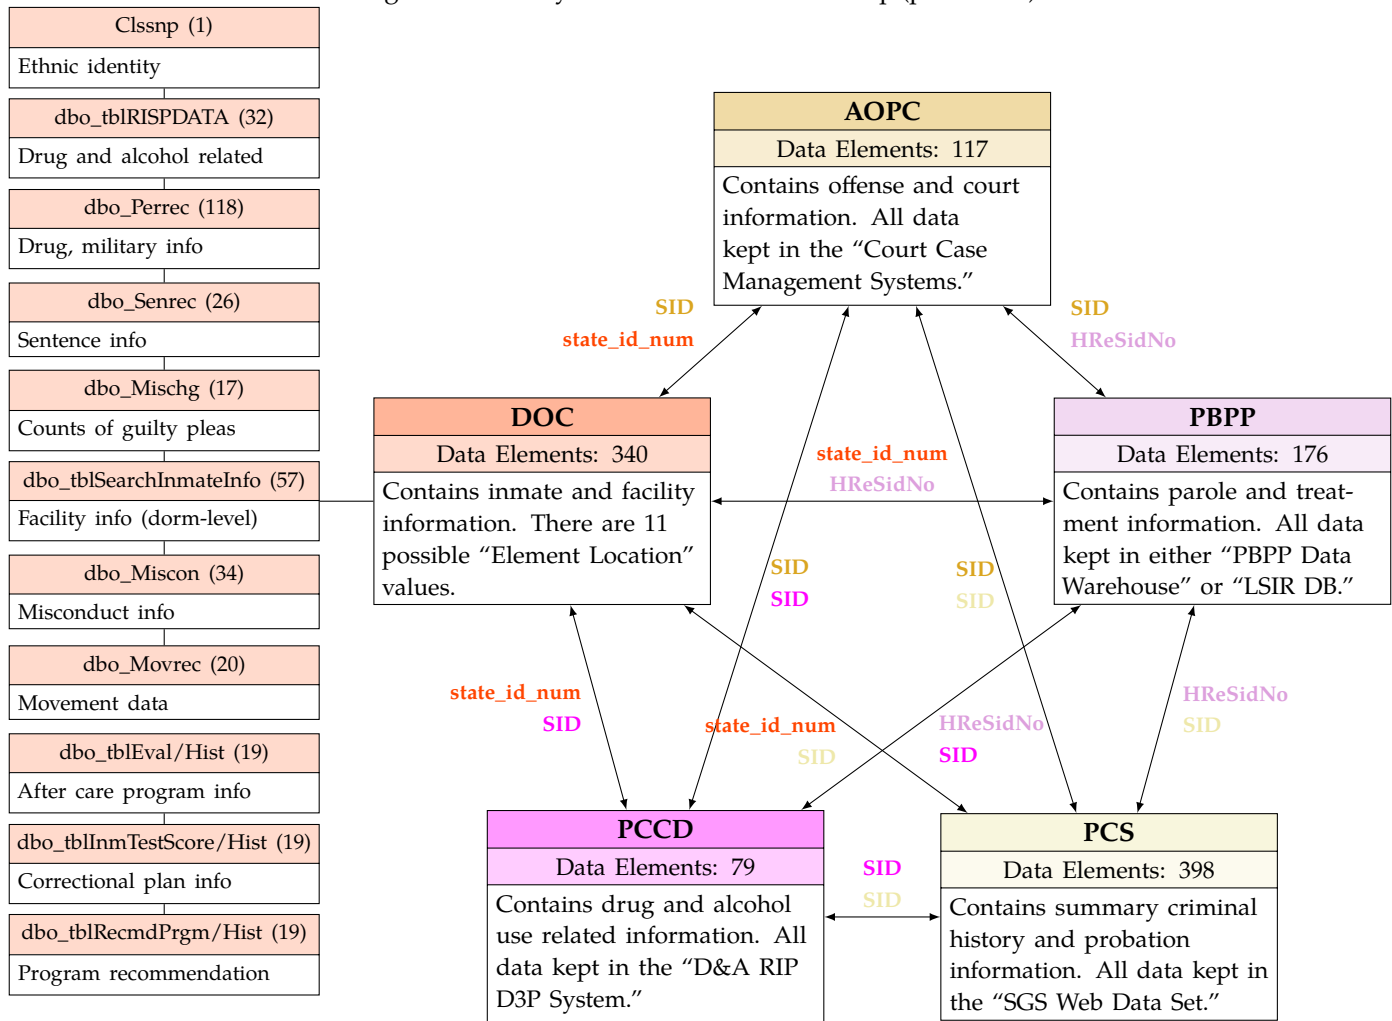 Clssnp (1)
Ethnic identity
dbo_tblRISPDATA (32)
Drug and alcohol related
dbo_Perrec (118)
Drug, military info
dbo_Senrec (26)
Sentence info
dbo_Mischg (17)
Counts of guilty pleas
dbo_tblSearchInmateInfo (57)
Facility info (dorm-level)
dbo_Miscon (34)
Misconduct info
dbo_Movrec (20)
Movement data
dbo_tblEval/Hist (19)
After care program info
dbo_tblInmTestScore/Hist (19)
Correctional plan info
dbo_tblRecmdPrgm/Hist (19)
Program recommendation
AOPC
Data Elements: 117
Contains offense and court
information. All data
kept in the “Court Case
Management Systems.”
SID
state_id_num
SID
HReSidNo
DOC
Data Elements: 340
Contains inmate and facility
information. There are 11
possible “Element Location”
values.
state_id_num
HReSidNo
PBPP
Data Elements: 176
Contains parole and treat-
ment information. All data
kept in either “PBPP Data
Warehouse” or “LSIR DB.”
SID
SID
SID
SID
state_id_num
SID
state_id_num
SID
HReSidNo
SID
HReSidNo
SID
PCCD
Data Elements: 79
Contains drug and alcohol
use related information. All
data kept in the “D&A RIP
D3P System.”
SID
SID
PCS
Data Elements: 398
Contains summary criminal
history and probation
information. All data kept in
the “SGS Web Data Set.”